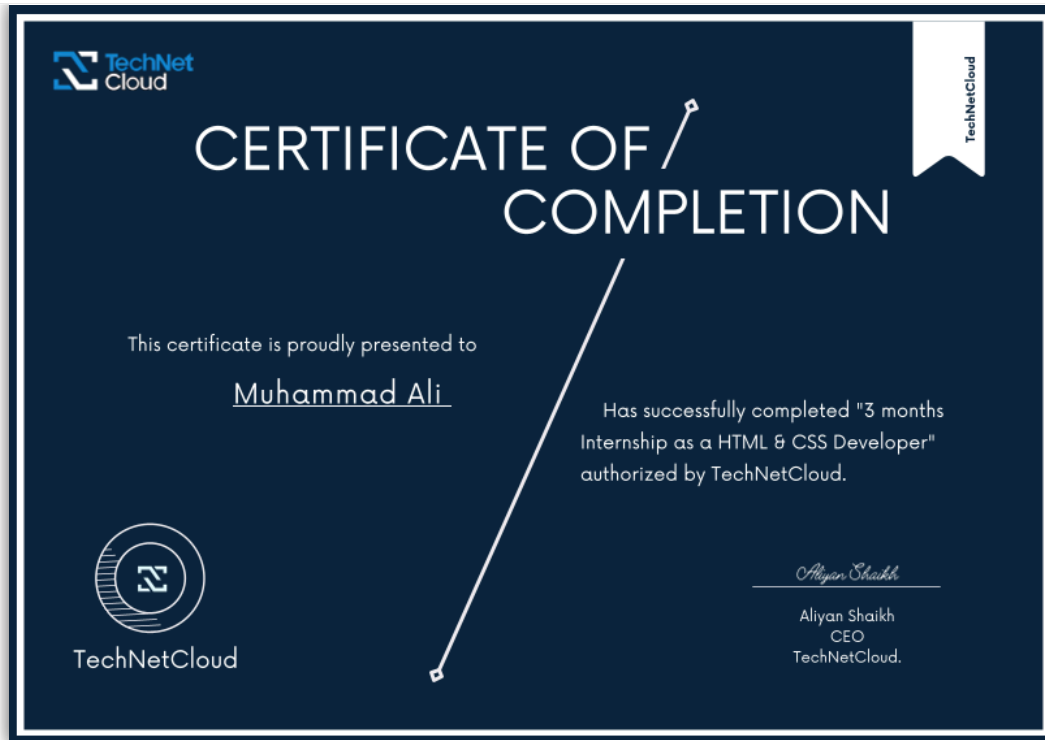 TechNet
Cloud
TechNetCloud
CERTIFICATE OF
COMPLETION
This certificate is proudly presented to
Muhammad Ali
Has successfully completed "3 months
Internship as a HTML & CSS Developer"
authorized by TechNetCloud.
TechNetCloud
Aliyan Shaikh
Aliyan Shaikh
CEO
TechNetCloud.